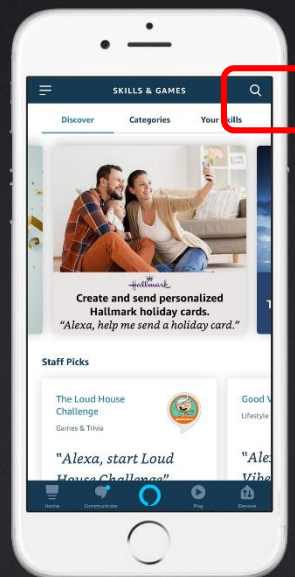 SKILLS & GAMES
Discover Categories Your Skills
Hallmark
Create and send personalized
Hallmark holiday cards.
"Alexa, help me send a holiday card."
Staff Picks
The Loud House
Challenge
Games & Trivia
"Alexa, start Loud
House Challenge"
Good V
Lifestyle
"Ale
Vibe
Home Communicate Play Devices